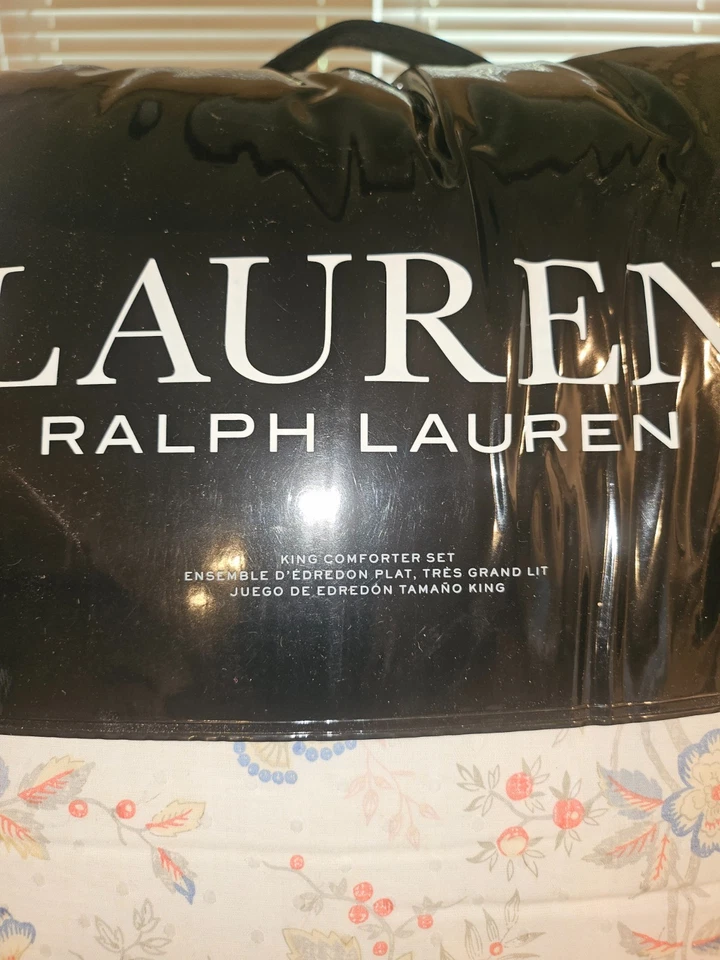 LAUREN
RALPH LAUREN
KING COMFORTER SET
ENSEMBLE D'ÉDREDON PLAT, TRÈS GRAND LIT
JUEGO DE EDREDÓN TAMAÑO KING